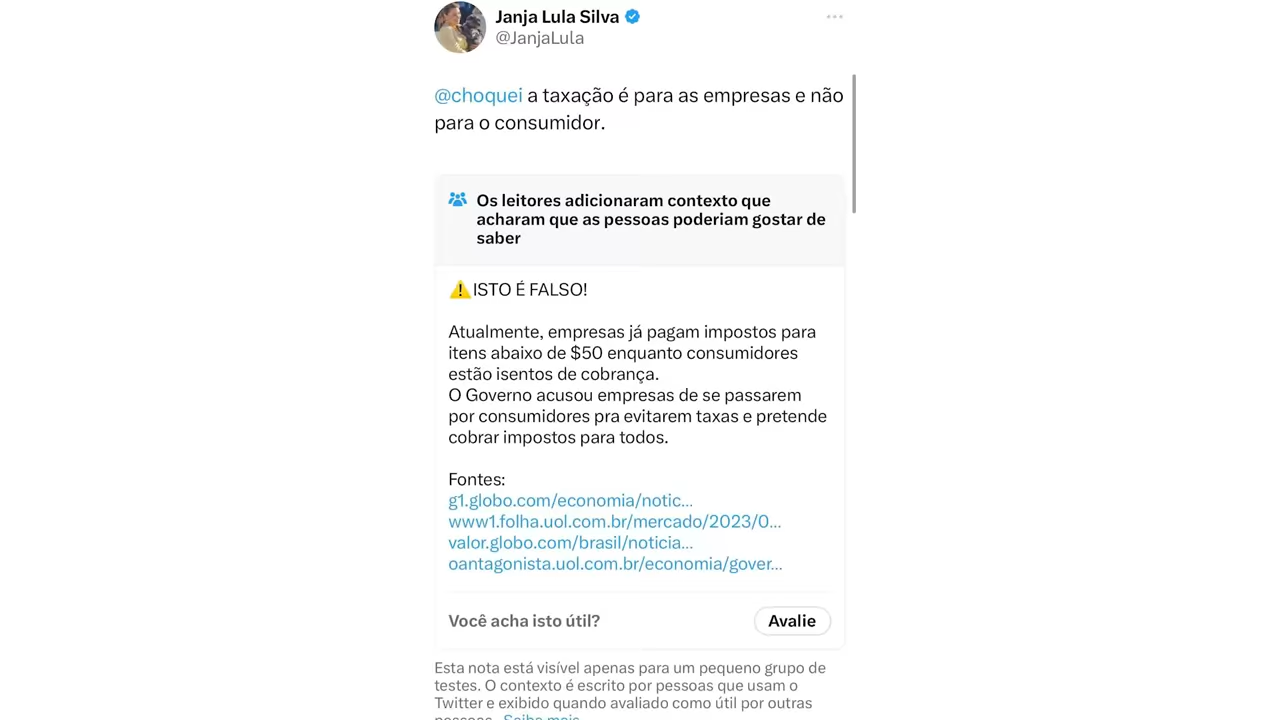 Janja Lula Silva
@JanjaLula
@choquei a taxação é para as empresas e não
para o consumidor.
Os leitores adicionaram contexto que
acharam que as pessoas poderiam gostar de
saber
⚠️ISTO É FALSO!
Atualmente, empresas já pagam impostos para
itens abaixo de $50 enquanto consumidores
estão isentos de cobrança.
O Governo acusou empresas de se passarem
por consumidores pra evitarem taxas e pretende
cobrar impostos para todos.
Fontes:
g1.globo.com/economia/notic...
www1.folha.uol.com.br/mercado/2023/0...
valor.globo.com/brasil/noticia...
oantagonista.uol.com.br/economia/gover...
Você acha isto útil?
Avalie
Esta nota está visível apenas para um pequeno grupo de
testes. O contexto é escrito por pessoas que usam o
Twitter e exibido quando avaliado como útil por outras
pessoas. Saiba mais